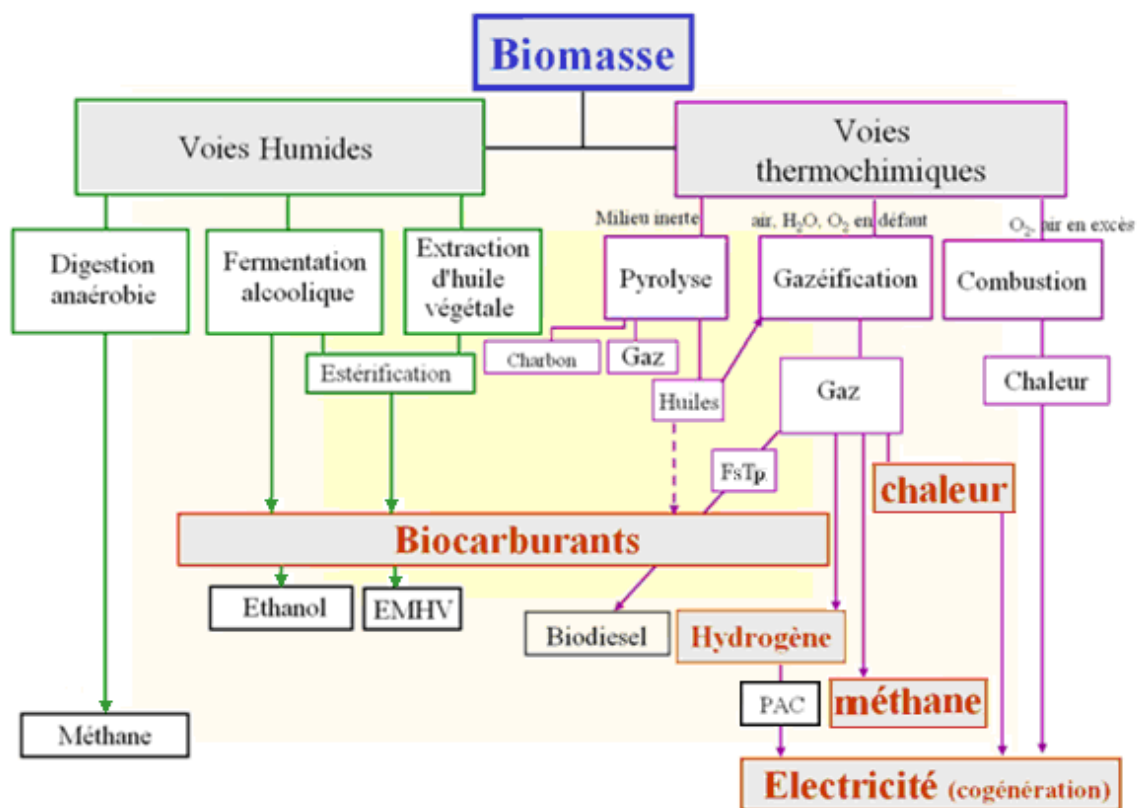 Biomasse
Voies Humides
Voies
thermochimiques
Milieu inerte
air, H₂O, O₂ en défaut
O₂, air en excès
Digestion
anaérobie
Fermentation
alcoolique
Extraction
d'huile
végétale
Pyrolyse
Gazéification
Combustion
Estérification
Charbon
Gaz
Huiles
Gaz
Chaleur
FsTp
chaleur
Biocarburants
Ethanol
EMHV
Biodiesel
Hydrogène
PAC
méthane
Méthane
Electricité (cogénération)